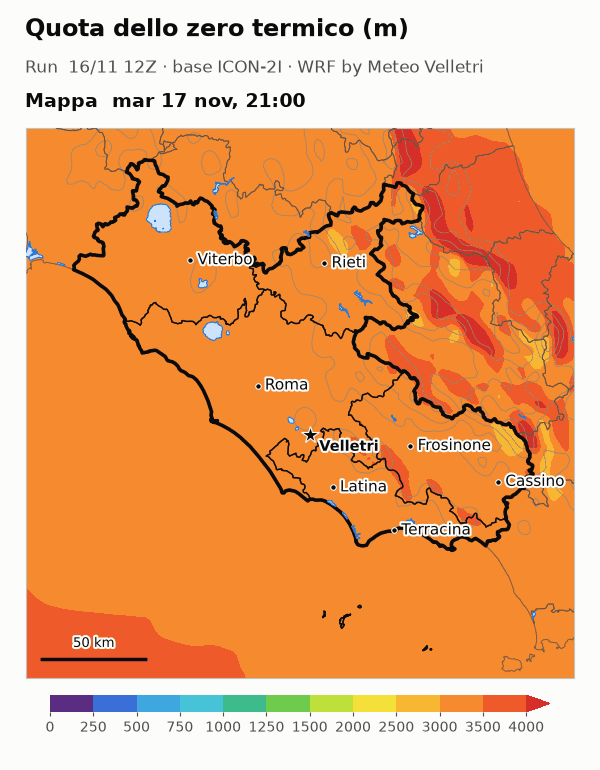 Quota dello zero termico (m)
Run 16/11 12Z · base ICON-2I · WRF by Meteo Velletri
Mappa mar 17 nov, 21:00
Viterbo
Rieti
Roma
Velletri
Frosinone
Latina
Cassino
Terracina
50 km
0 250 500 750 1000 1250 1500 2000 2500 3000 3500 4000